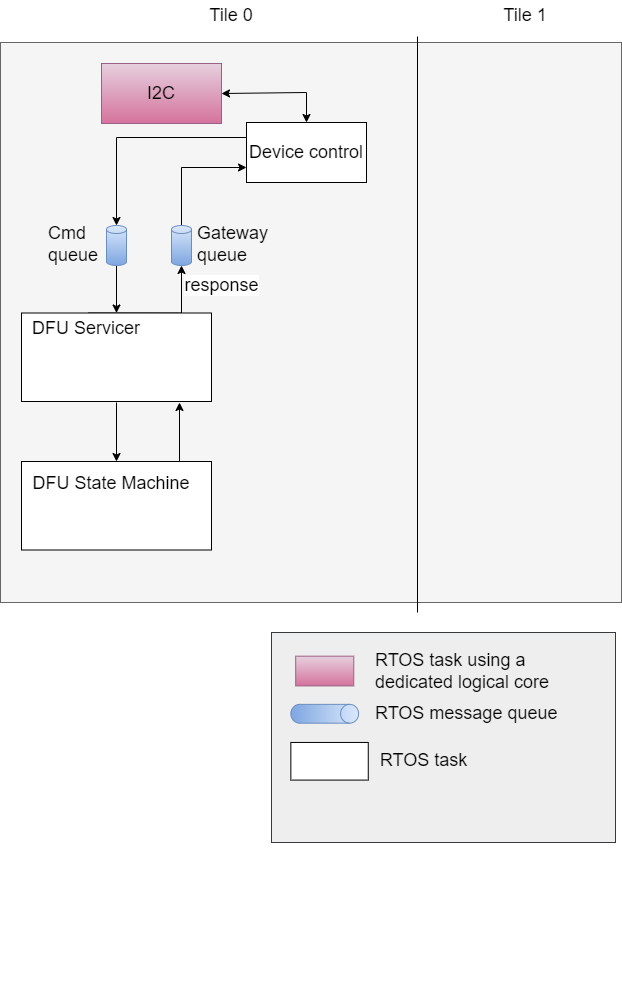 Tile 0
Tile 1
I2C
Device control
Cmd
queue
Gateway
queue
response
DFU Servicer
DFU State Machine
RTOS task using a
dedicated logical core
RTOS message queue
RTOS task